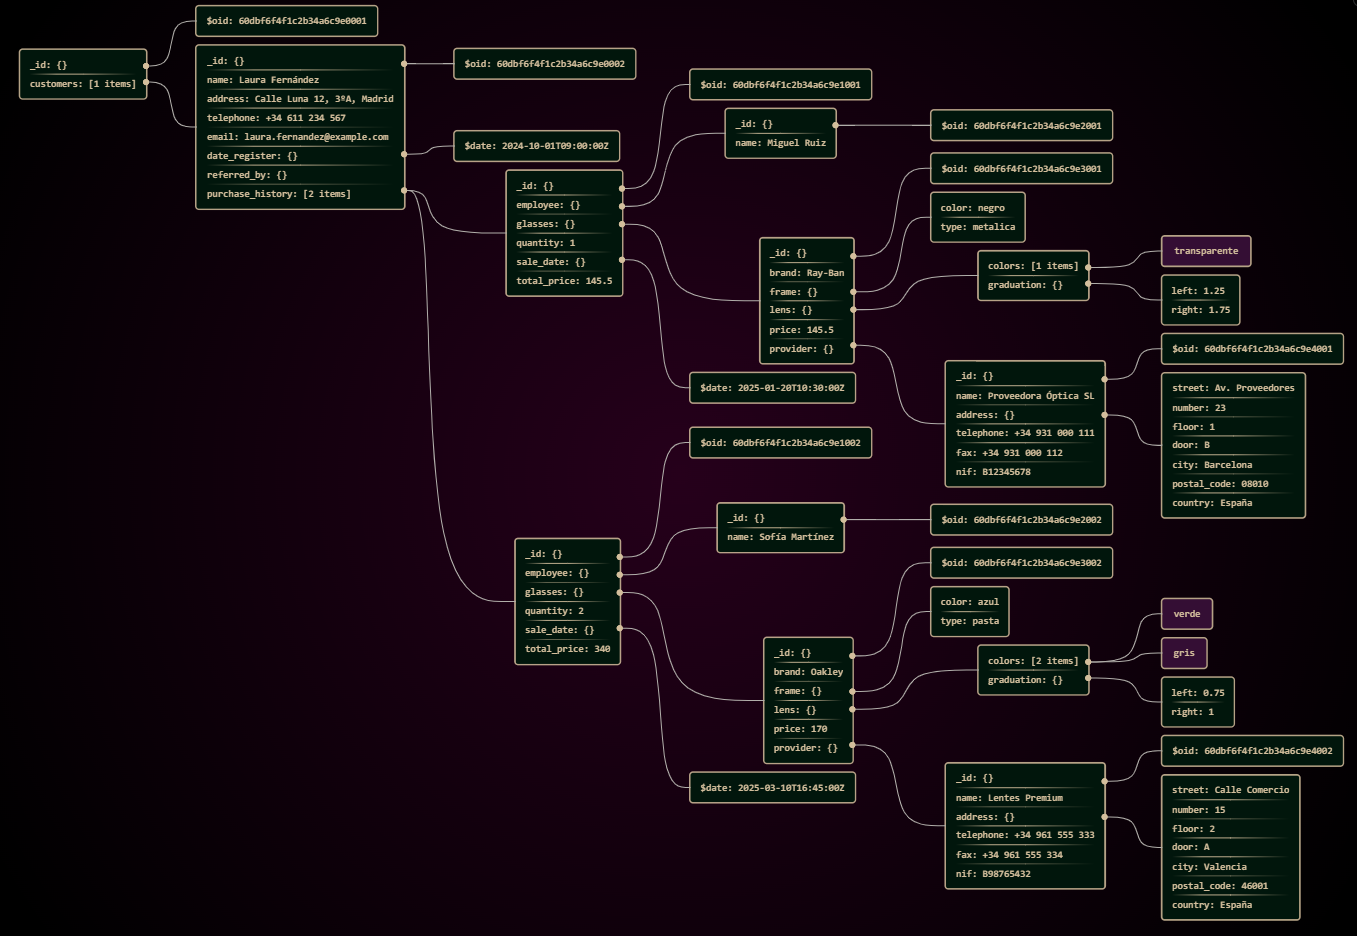 _id: {}
customers: [1 items]
$oid: 60dbf6f4f1c2b34a6c9e0001
_id: {}
name: Laura Fernández
address: Calle Luna 12, 3ºA, Madrid
telephone: +34 611 234 567
email: laura.fernandez@example.com
date_register: {}
referred_by: {}
purchase_history: [2 items]
$oid: 60dbf6f4f1c2b34a6c9e0002
$date: 2024-10-01T09:00:00Z
_id: {}
employee: {}
glasses: {}
quantity: 1
sale_date: {}
total_price: 145.5
$oid: 60dbf6f4f1c2b34a6c9e1001
_id: {}
name: Miguel Ruiz
$oid: 60dbf6f4f1c2b34a6c9e2001
_id: {}
brand: Ray-Ban
frame: {}
lens: {}
price: 145.5
provider: {}
$oid: 60dbf6f4f1c2b34a6c9e3001
color: negro
type: metalica
colors: [1 items]
graduation: {}
transparente
left: 1.25
right: 1.75
_id: {}
name: Proveedora Óptica SL
address: {}
telephone: +34 931 000 111
fax: +34 931 000 112
nif: B12345678
$oid: 60dbf6f4f1c2b34a6c9e4001
street: Av. Proveedores
number: 23
floor: 1
door: B
city: Barcelona
postal_code: 08010
country: España
$date: 2025-01-20T10:30:00Z
_id: {}
employee: {}
glasses: {}
quantity: 2
sale_date: {}
total_price: 340
$oid: 60dbf6f4f1c2b34a6c9e1002
_id: {}
name: Sofía Martínez
$oid: 60dbf6f4f1c2b34a6c9e2002
_id: {}
brand: Oakley
frame: {}
lens: {}
price: 170
provider: {}
$oid: 60dbf6f4f1c2b34a6c9e3002
color: azul
type: pasta
colors: [2 items]
graduation: {}
verde
gris
left: 0.75
right: 1
_id: {}
name: Lentes Premium
address: {}
telephone: +34 961 555 333
fax: +34 961 555 334
nif: B98765432
$oid: 60dbf6f4f1c2b34a6c9e4002
street: Calle Comercio
number: 15
floor: 2
door: A
city: Valencia
postal_code: 46001
country: España
$date: 2025-03-10T16:45:00Z